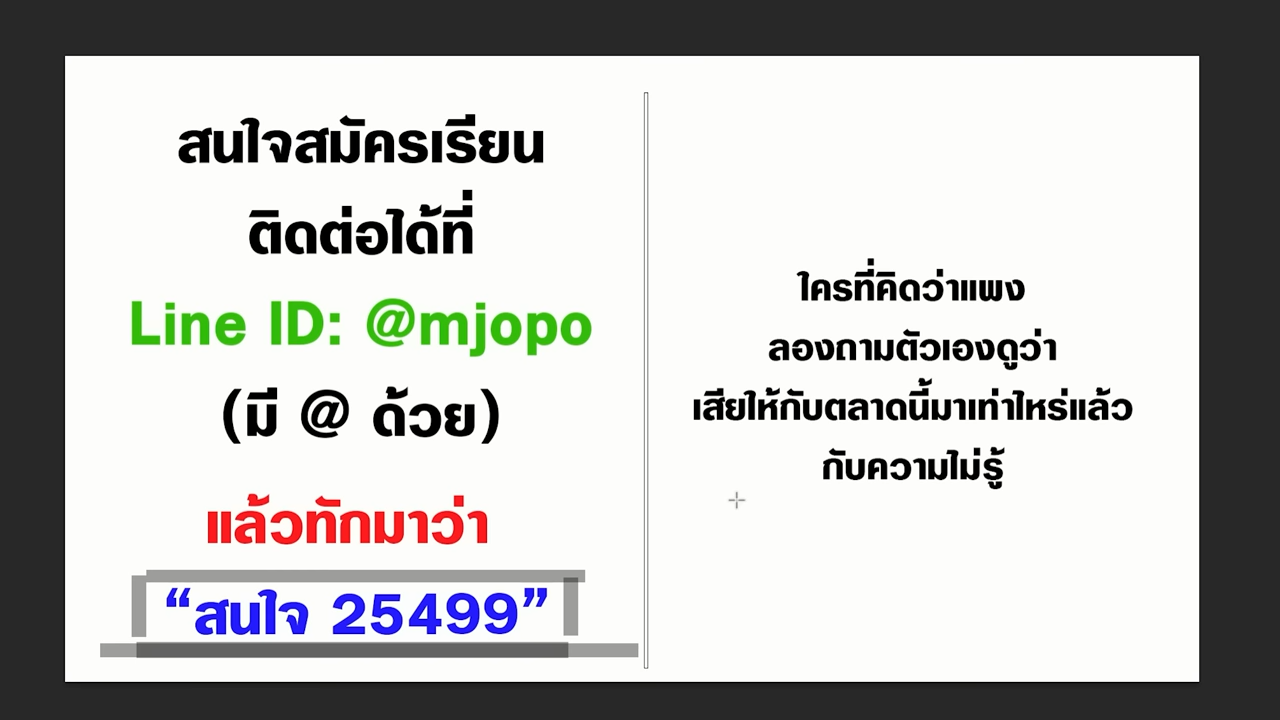 สนใจสมัครเรียน
ติดต่อได้ที่
Line ID: @mjopo
(มี @ ด้วย)
แล้วทักมาว่า
“สนใจ 25499”
ใครที่คิดว่าแพง
ลองถามตัวเองดูว่า
เสียให้กับตลาดนี้มาเท่าไหร่แล้ว
กับความไม่รู้